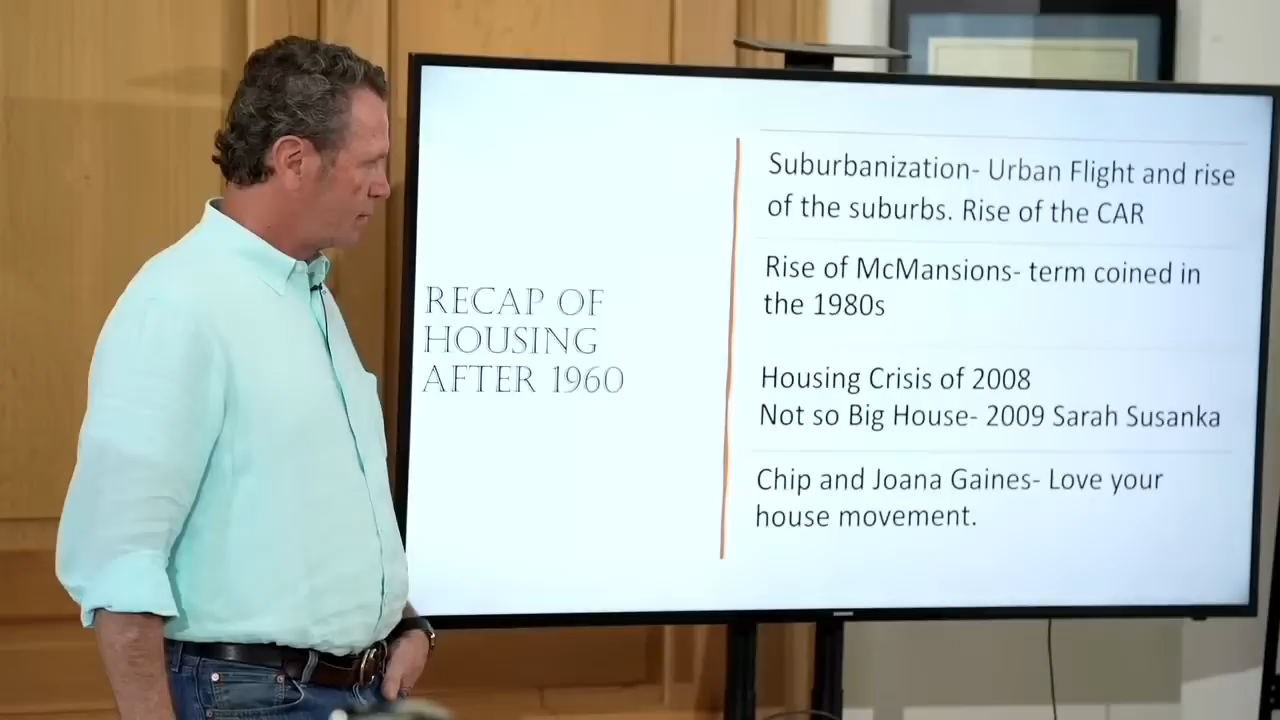 RECAP OF
HOUSING
AFTER 1960
Suburbanization- Urban Flight and rise
of the suburbs. Rise of the CAR
Rise of McMansions- term coined in
the 1980s
Housing Crisis of 2008
Not so Big House- 2009 Sarah Susanka
Chip and Joana Gaines- Love your
house movement.